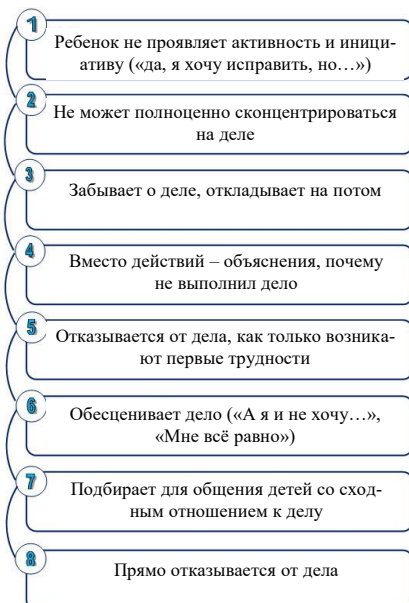 1
Ребенок не проявляет активность и иници-
ативу («да, я хочу исправить, но…»)
2
Не может полноценно сконцентрироваться
на деле
3
Забывает о деле, откладывает на потом
4
Вместо действий – объяснения, почему
не выполнил дело
5
Отказывается от дела, как только возника-
ют первые трудности
6
Обесценивает дело («А я и не хочу…»,
«Мне всё равно»)
7
Подбирает для общения детей со сход-
ным отношением к делу
8
Прямо отказывается от дела